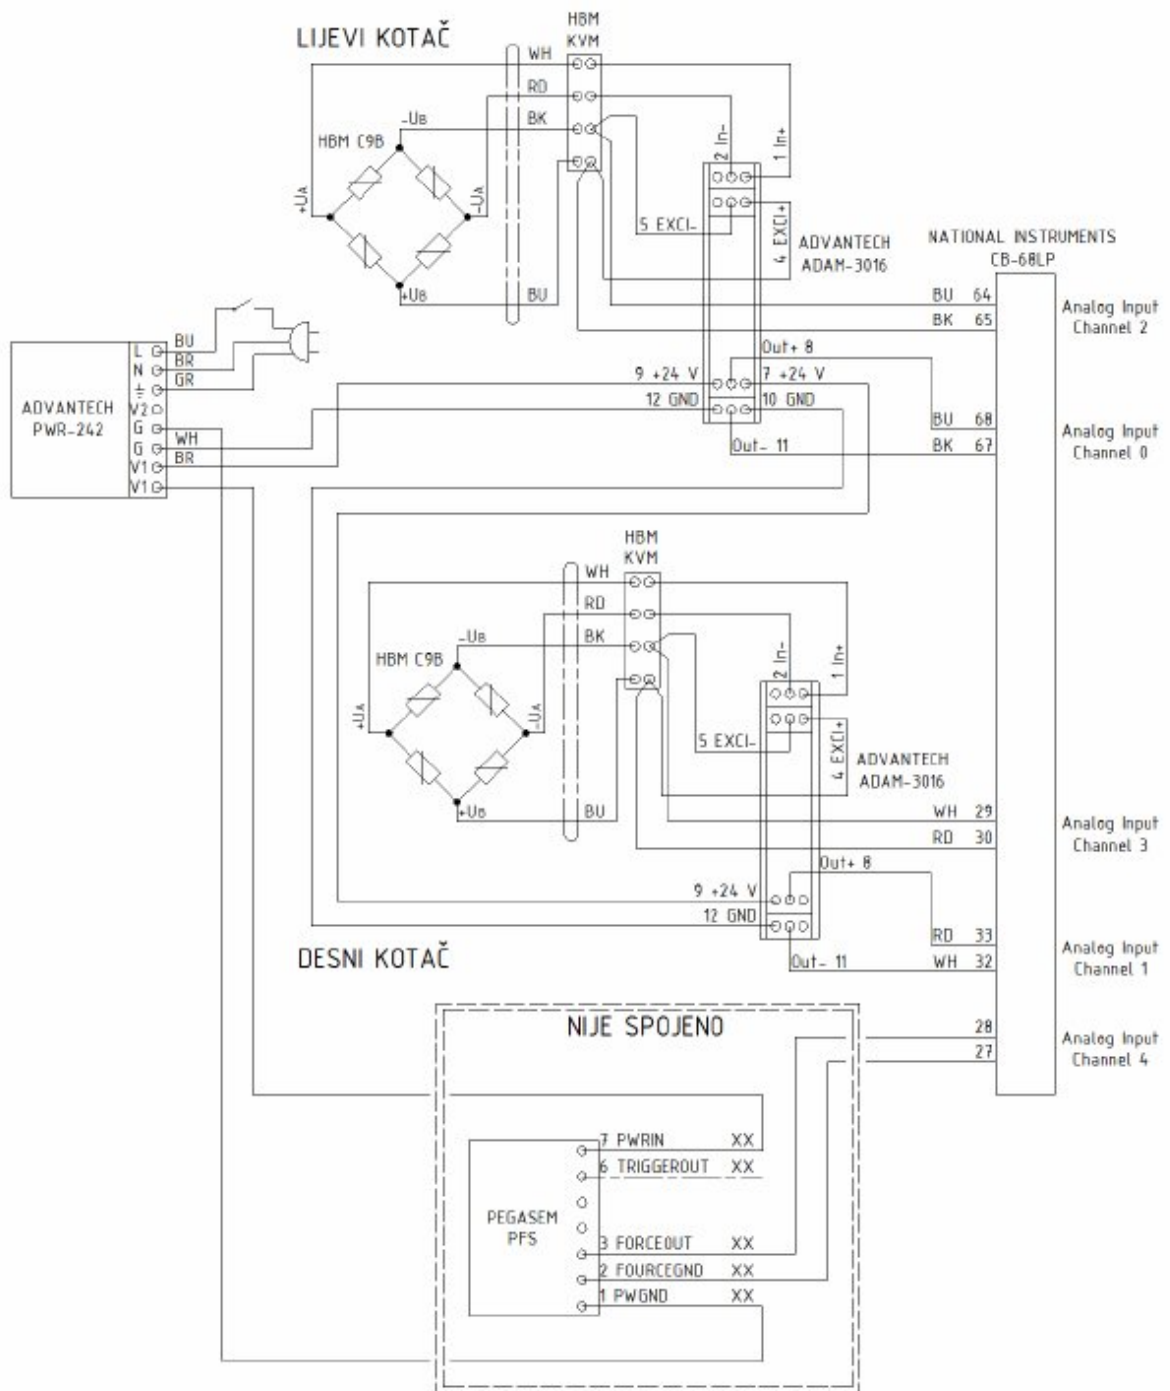 LIJEVI KOTAČ
HBM
KVM
WH
RD
-UB
BK
HBM C9B
+UA
-UA
2 In-
1 In+
5 EXCI-
4 EXCI+
ADVANTECH
ADAM-3016
NATIONAL INSTRUMENTS
CB-68LP
+UB
BU
BU 64
BK 65
Analog Input
Channel 2
ADVANTECH
PWR-242
L
N
V2
G
G
V1
V1
BU
BR
GR
WH
BR
Out+ 8
9 +24 V
7 +24 V
12 GND
10 GND
BU 68
BK 67
Analog Input
Channel 0
Out- 11
HBM
KVM
WH
RD
-UB
BK
HBM C9B
+UA
-UA
2 In-
1 In+
5 EXCI-
4 EXCI+
ADVANTECH
ADAM-3016
+UB
BU
WH 29
RD 30
Analog Input
Channel 3
Out+ 8
9 +24 V
12 GND
RD 33
WH 32
Analog Input
Channel 1
Out- 11
DESNI KOTAČ
NIJE SPOJENO
28
27
Analog Input
Channel 4
PEGASEM
PFS
7 PWRIN XX
6 TRIGGEROUT XX
3 FORCEOUT XX
2 FOURCEGND XX
1 PWGND XX